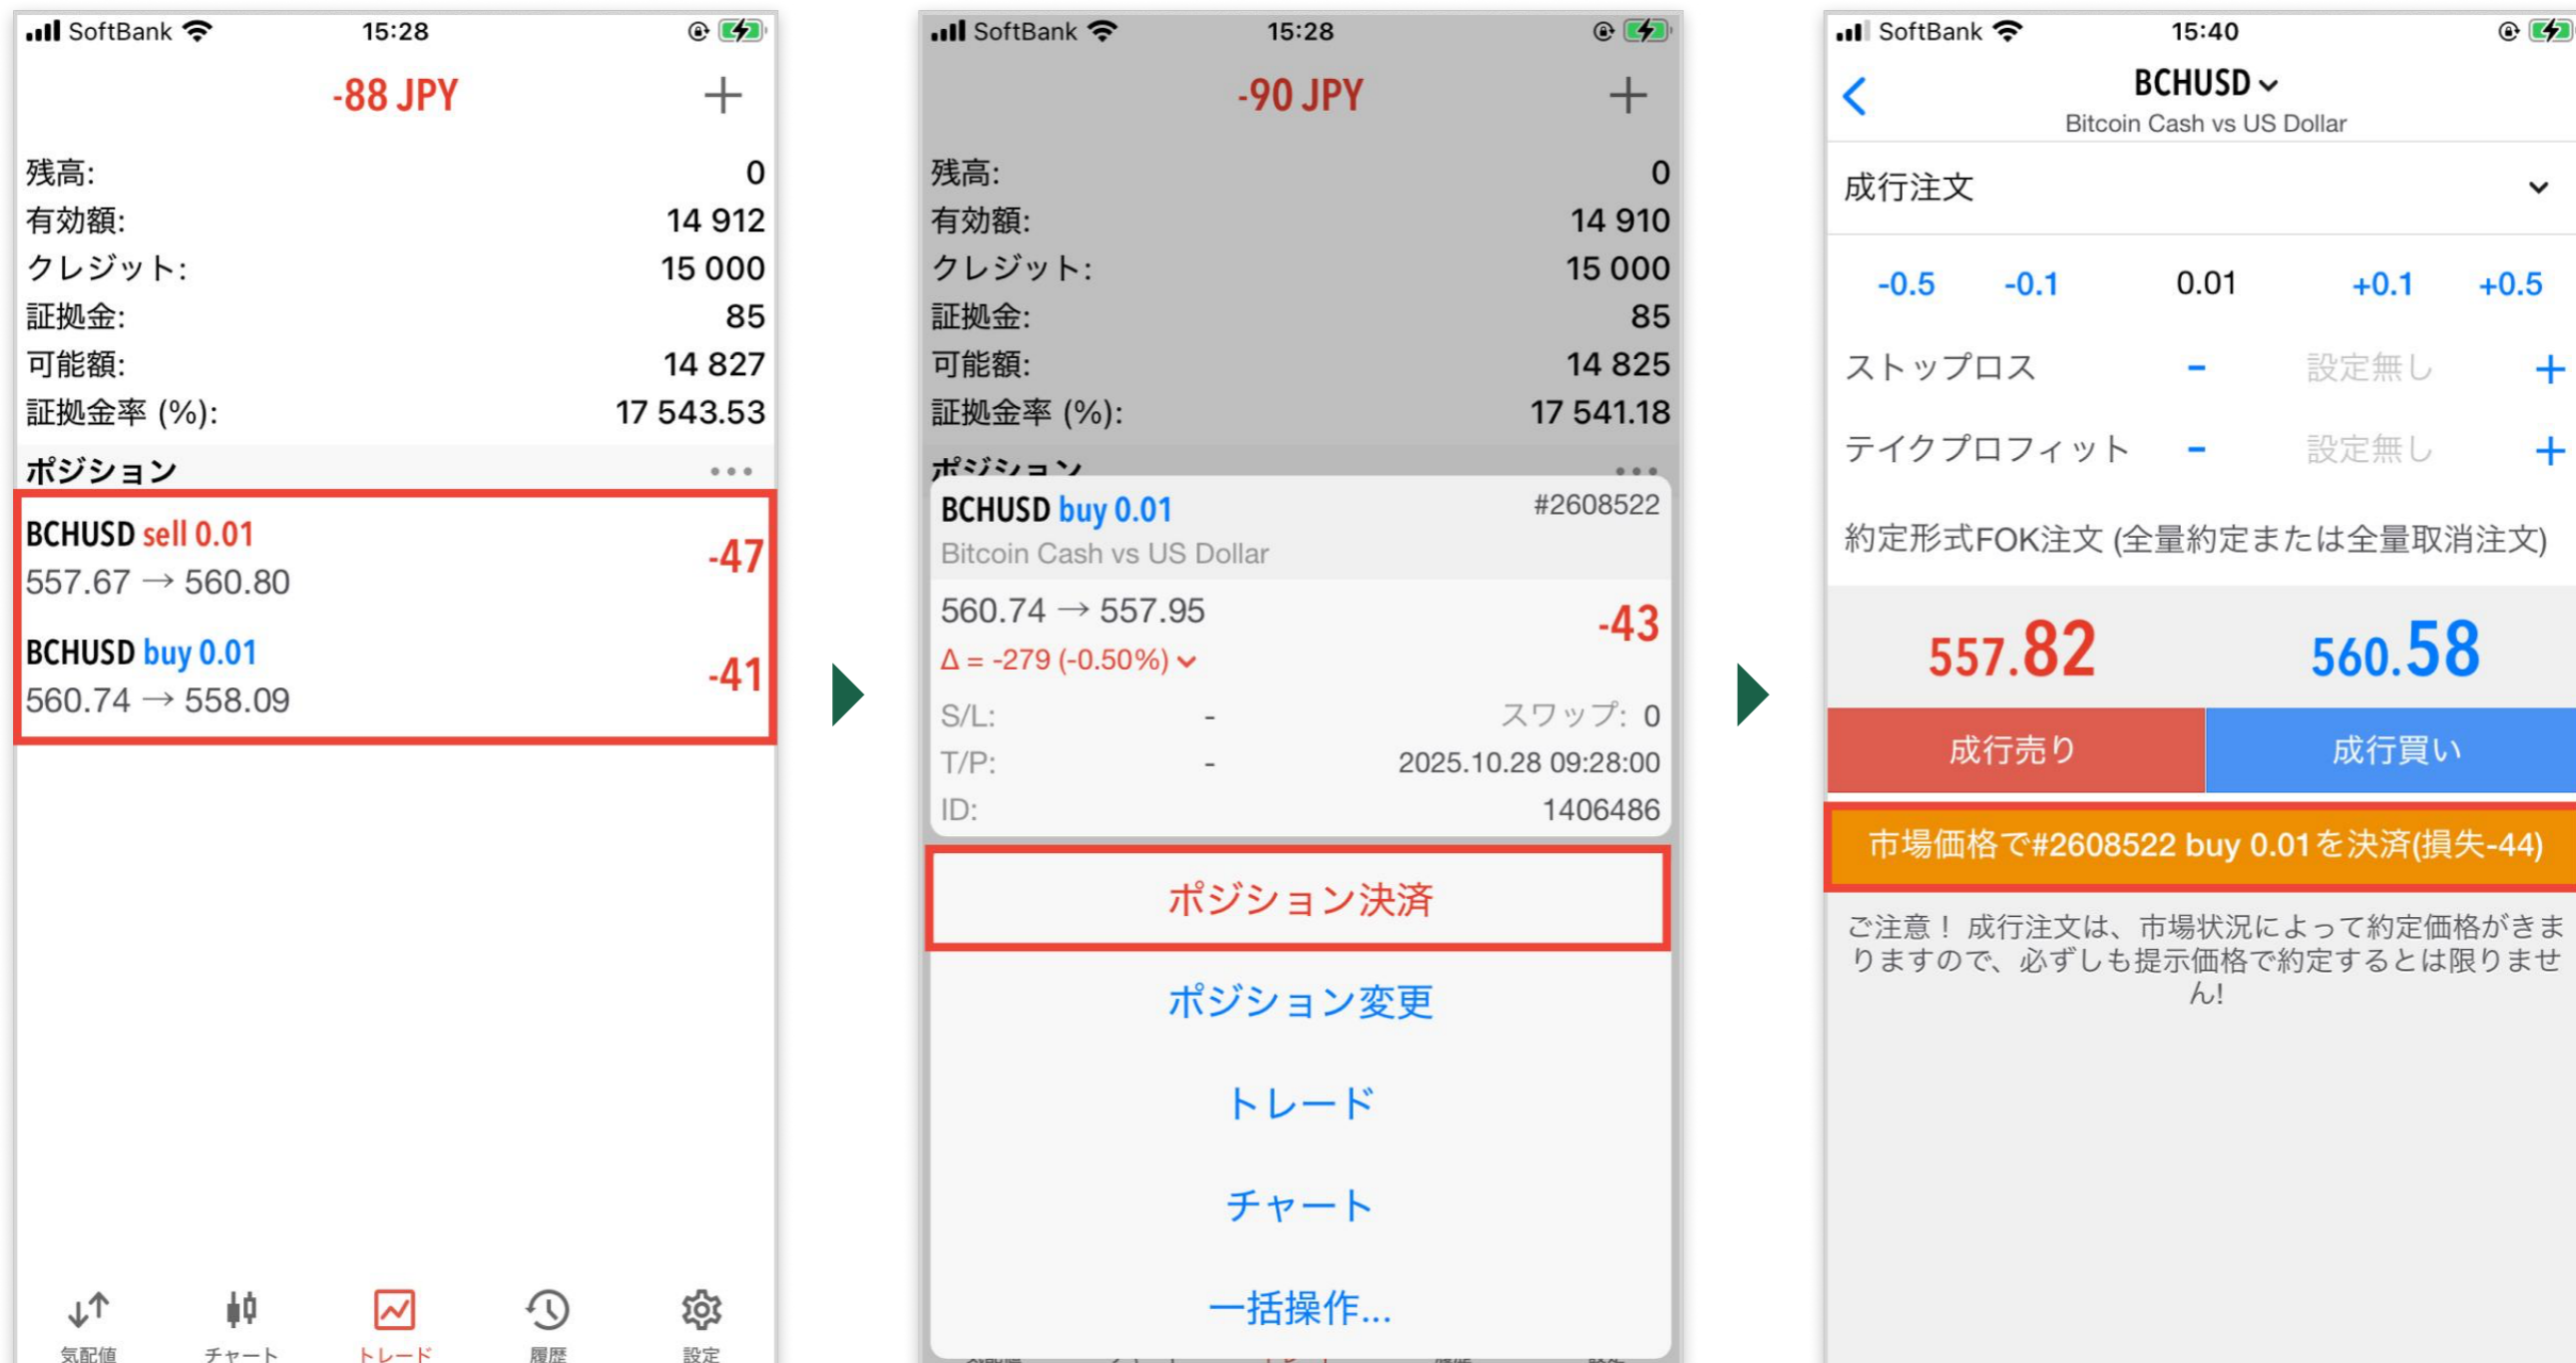 SoftBank 15:28
-88 JPY
残高: 0
有効額: 14 912
クレジット: 15 000
証拠金: 85
可能額: 14 827
証拠金率 (%): 17 543.53
ポジション
BCHUSD sell 0.01
557.67 → 560.80
-47
BCHUSD buy 0.01
560.74 → 558.09
-41
気配値 チャート トレード 履歴 設定
SoftBank 15:28
-90 JPY
残高: 0
有効額: 14 910
クレジット: 15 000
証拠金: 85
可能額: 14 825
証拠金率 (%): 17 541.18
ポジション
BCHUSD buy 0.01 #2608522
Bitcoin Cash vs US Dollar
560.74 → 557.95
-43
Δ = -279 (-0.50%)
S/L: - スワップ: 0
T/P: - 2025.10.28 09:28:00
ID: 1406486
ポジション決済
ポジション変更
トレード
チャート
一括操作...
SoftBank 15:40
BCHUSD
Bitcoin Cash vs US Dollar
成行注文
-0.5 -0.1 0.01 +0.1 +0.5
ストップロス - 設定無し +
テイクプロフィット - 設定無し +
約定形式FOK注文 (全量約定または全量取消注文)
557.82 560.58
成行売り 成行買い
市場価格で#2608522 buy 0.01を決済(損失-44)
ご注意！ 成行注文は、市場状況によって約定価格がきま
りますので、必ずしも提示価格で約定するとは限りませ
ん!